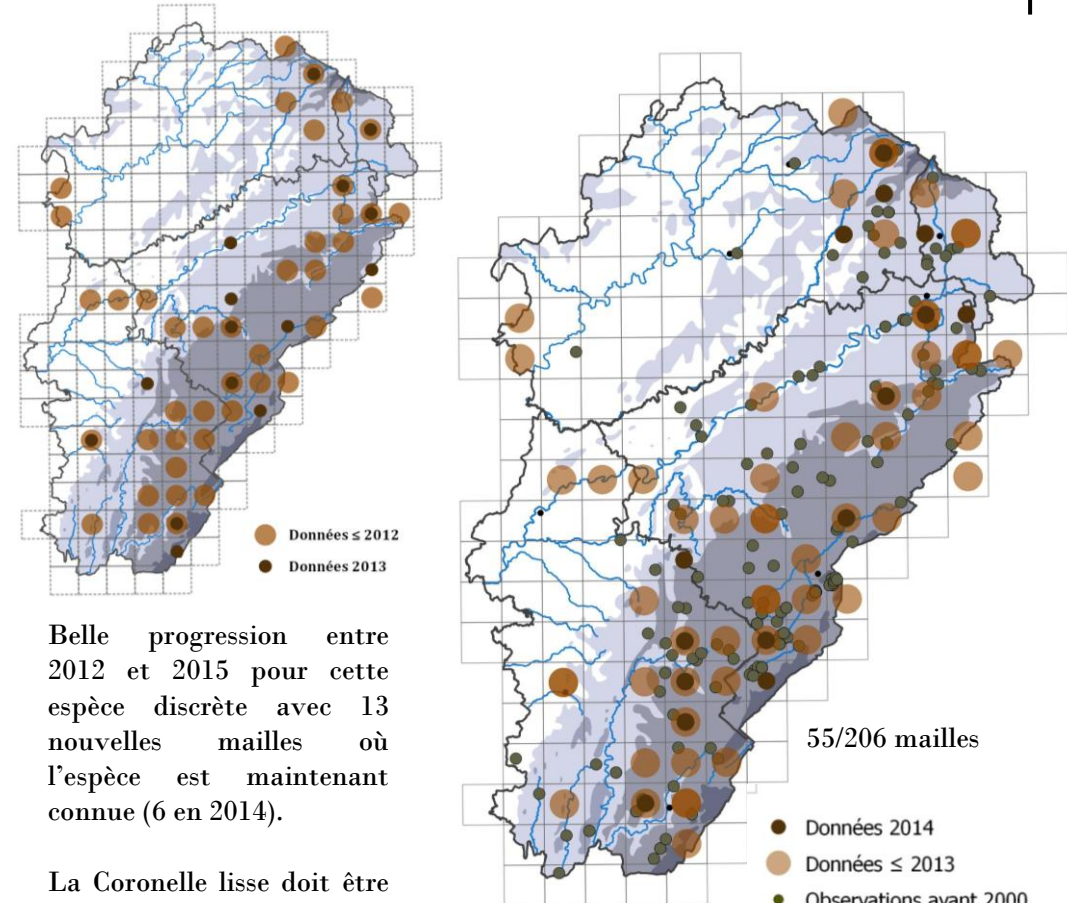 Données ≤ 2012
Données 2013
Belle progression entre
2012 et 2015 pour cette
espèce discrète avec 13
nouvelles mailles où
l’espèce est maintenant
connue (6 en 2014).
La Coronelle lisse doit être
55/206 mailles
Données 2014
Données ≤ 2013
Observations avant 2000